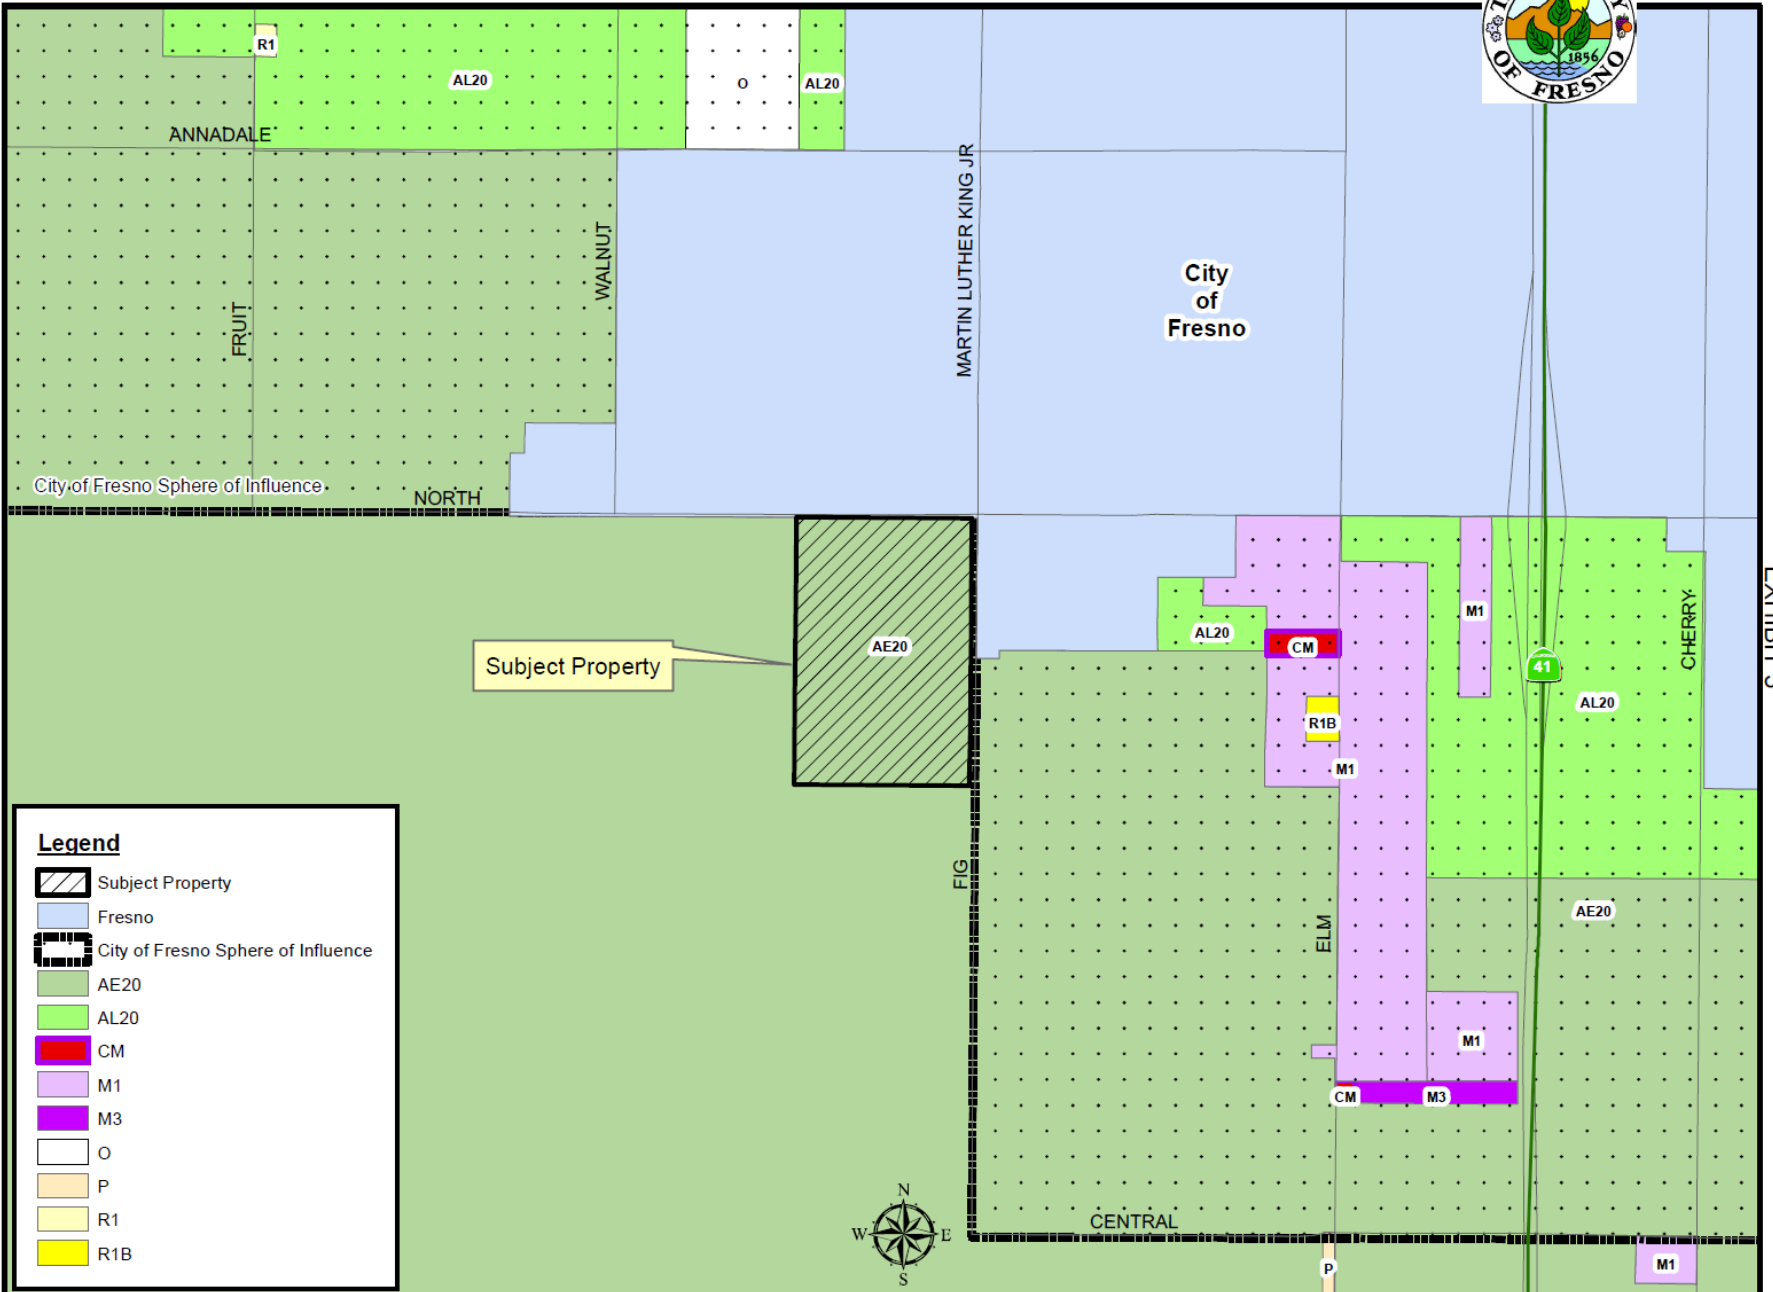 OF FRESNO
1856
R1
AL20
O
AL20
ANNADALE
MARTIN LUTHER KING JR
WALNUT
FRUIT
City
of
Fresno
City of Fresno Sphere of Influence
NORTH
Subject Property
AE20
AL20
CM
M1
R1B
M1
41
CHERRY
AL20
AE20
FIG
ELM
M1
CM
M3
CENTRAL
P
M1
N
W
E
S
Legend
Subject Property
Fresno
City of Fresno Sphere of Influence
AE20
AL20
CM
M1
M3
O
P
R1
R1B